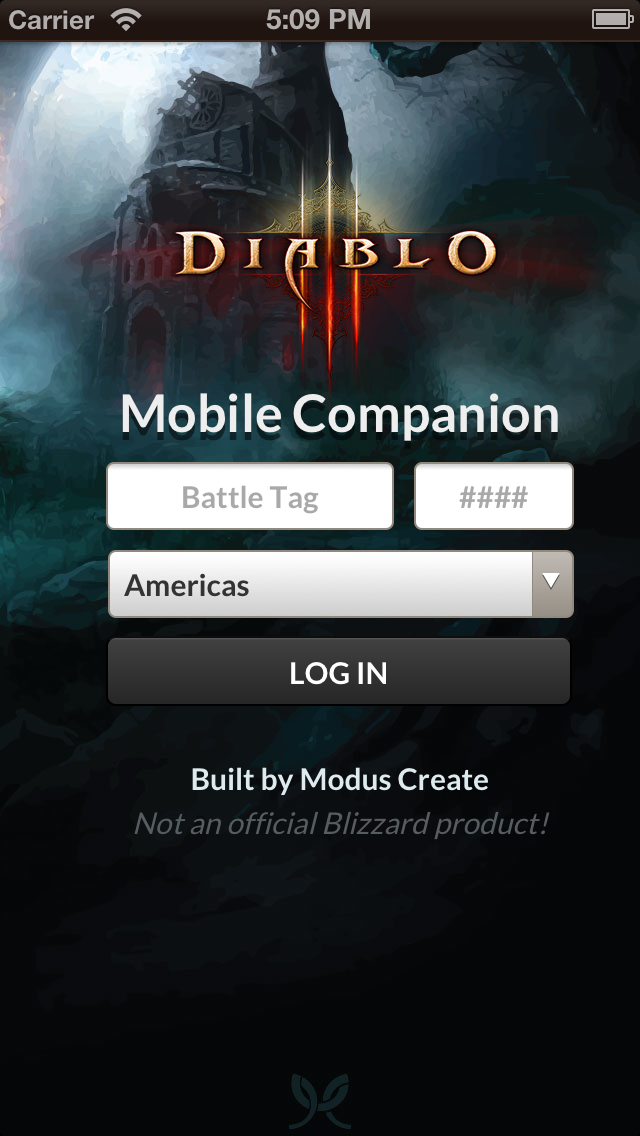 Carrier 5:09 PM
DIABLO
Mobile Companion
Battle Tag ####
Americas
LOG IN
Built by Modus Create
Not an official Blizzard product!